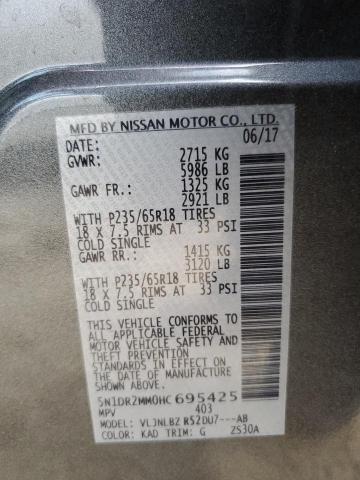 MFD BY NISSAN MOTOR CO., LTD.
DATE: 06/17
GVWR: 2715 KG
5986 LB
GAWR FR: 1325 KG
2921 LB
WITH P235/65R18 TIRES
18 X 7.5 RIMS AT 33 PSI
COLD SINGLE
GAWR RR: 1415 KG
3120 LB
WITH P235/65R18 TIRES
18 X 7.5 RIMS AT 33 PSI
COLD SINGLE
THIS VEHICLE CONFORMS TO
ALL APPLICABLE FEDERAL
MOTOR VEHICLE SAFETY
STANDARDS IN EFFECT ON
THE DATE OF MANUFACTURE
SHOWN ABOVE.
5N1DR2MM0HC 695425
MPV 403
MODEL: VLJNLBZ R52DU7---AB
COLOR: KAD TRIM: G ZS30A